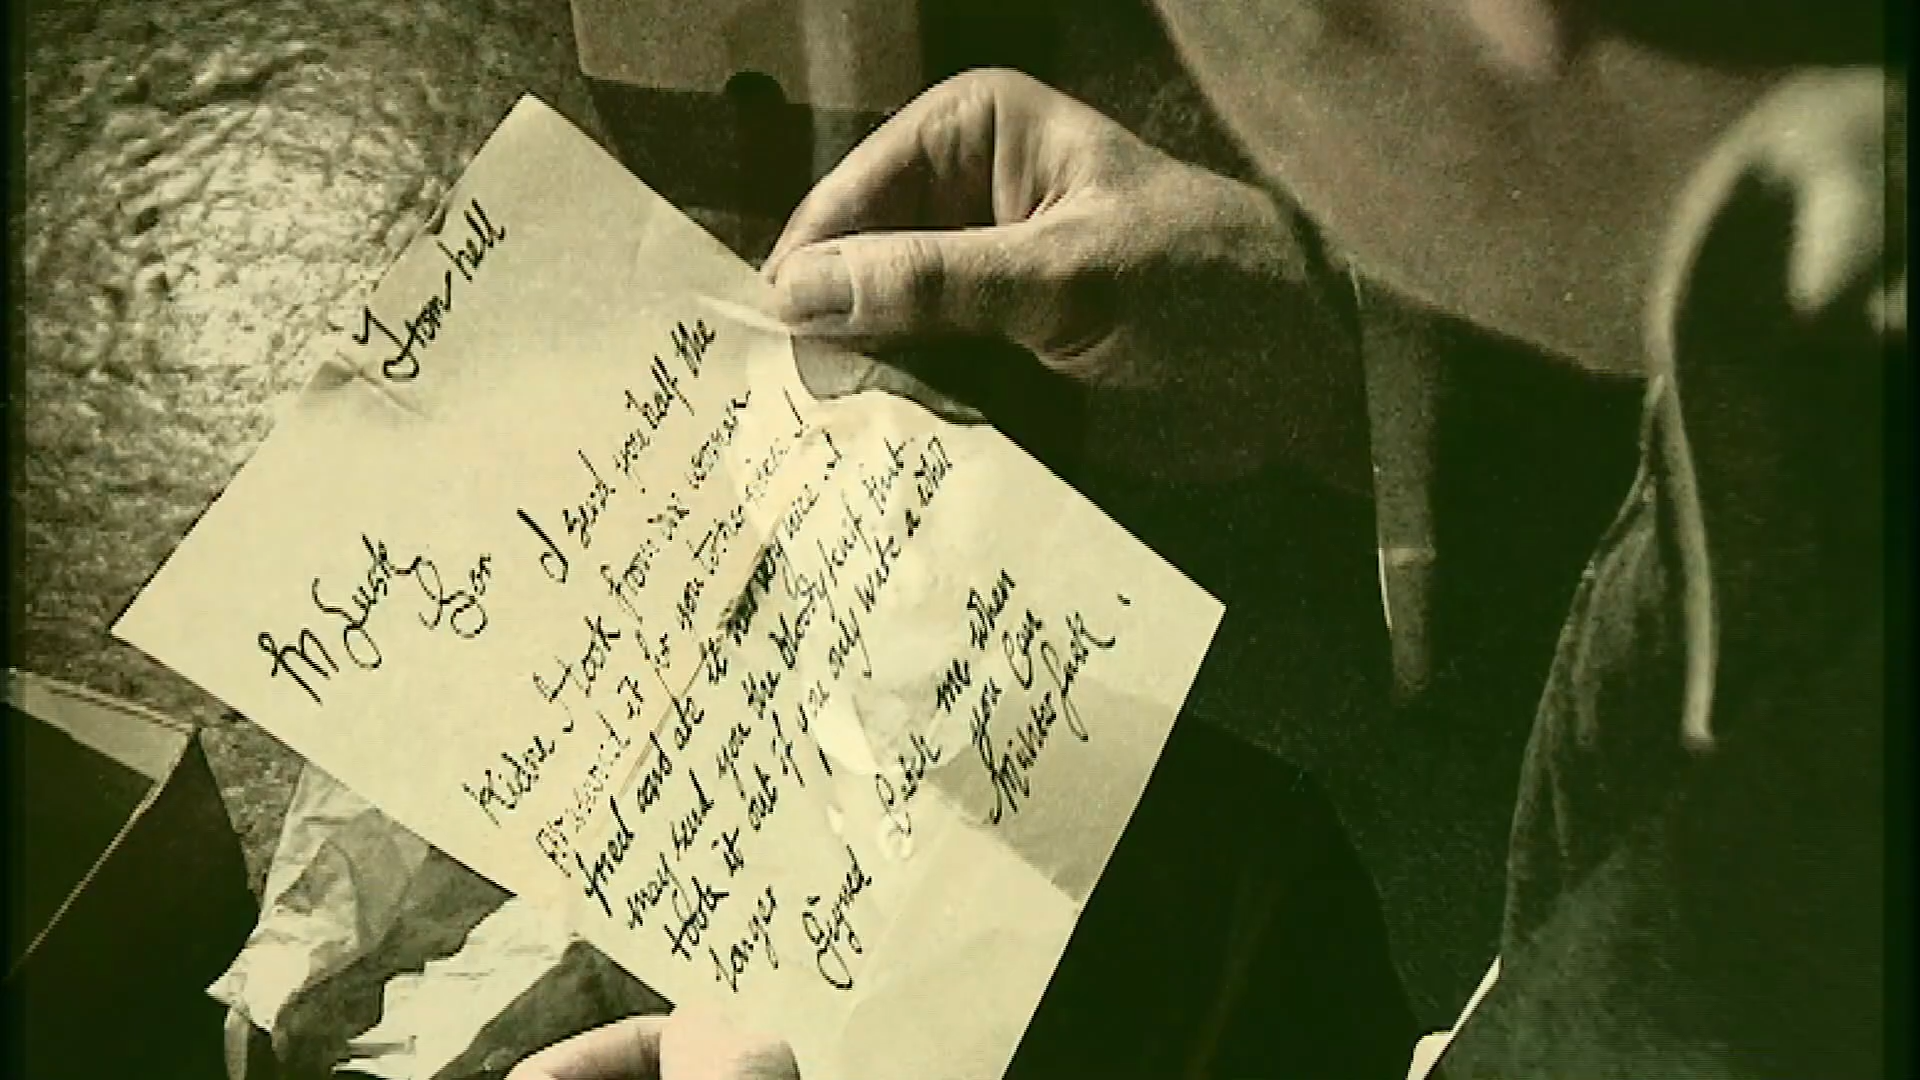 From hell
Mr Lusk
Sor
I send you half the
Kidne I took from one women
prasarved it for you tother piece I
fried and ate it was very nice I
may send you the bloody knif that
took it out if you only wate a whil
longer
Signed
Catch me when
you Can
Mishter Lusk.